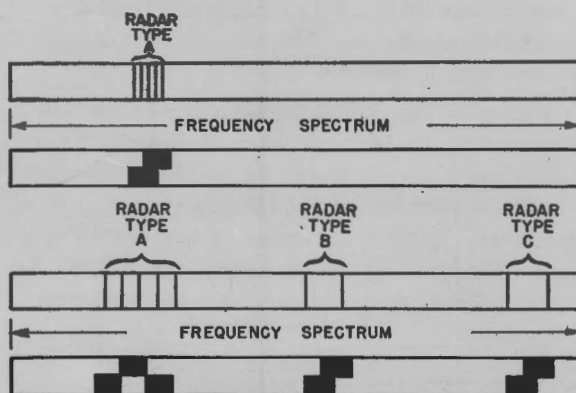 RADAR
TYPE
A
FREQUENCY SPECTRUM
RADAR TYPE A
RADAR TYPE B
RADAR TYPE C
FREQUENCY SPECTRUM